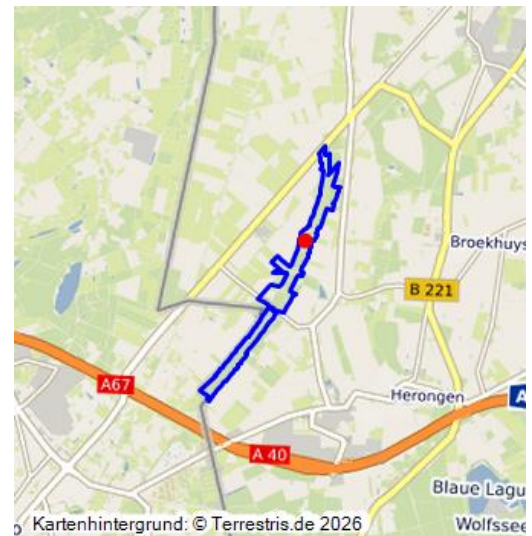 Broekhuys
B 221
A67
Herongen
A
A 40
Blaue Lagu
o Kartenhintergrund: © Terrestris.de 2026
Wolfssee